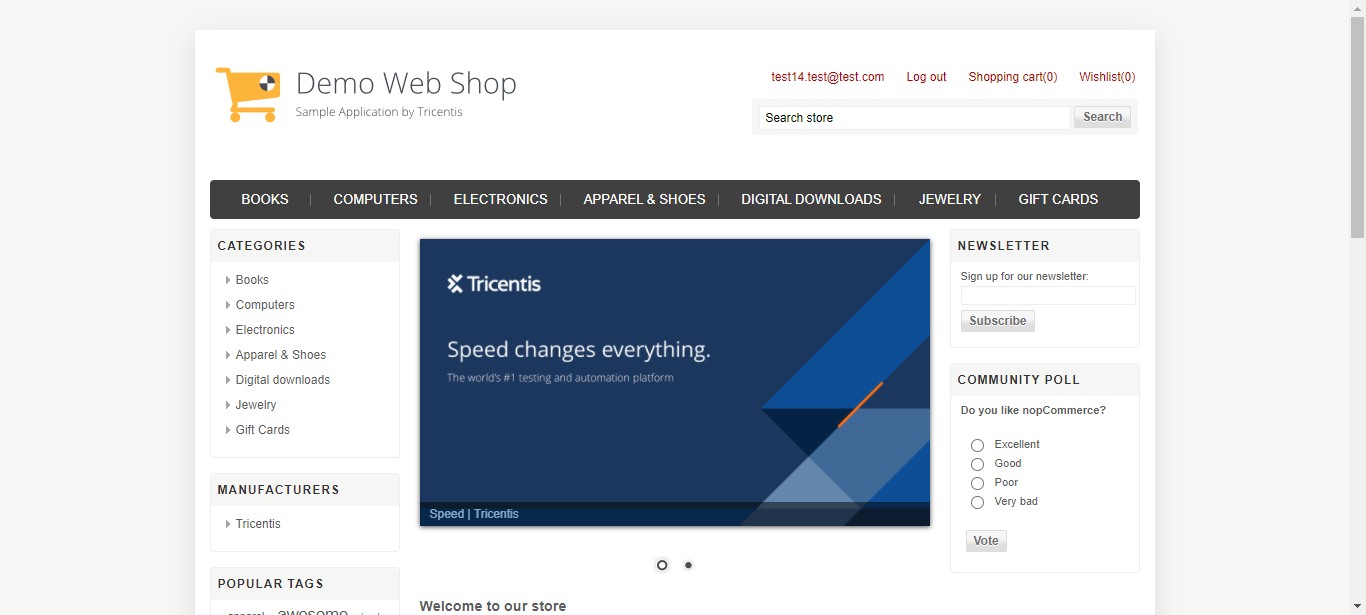 Demo Web Shop
Sample Application by Tricentis
test14.test@test.com Log out Shopping cart(0) Wishlist(0)
Search store Search
BOOKS COMPUTERS ELECTRONICS APPAREL & SHOES DIGITAL DOWNLOADS JEWELRY GIFT CARDS
CATEGORIES
Books
Computers
Electronics
Apparel & Shoes
Digital downloads
Jewelry
Gift Cards
MANUFACTURERS
Tricentis
POPULAR TAGS
Tricentis
Speed changes everything.
The world's #1 testing and automation platform
Speed | Tricentis
Welcome to our store
NEWSLETTER
Sign up for our newsletter:
Subscribe
COMMUNITY POLL
Do you like nopCommerce?
Excellent
Good
Poor
Very bad
Vote